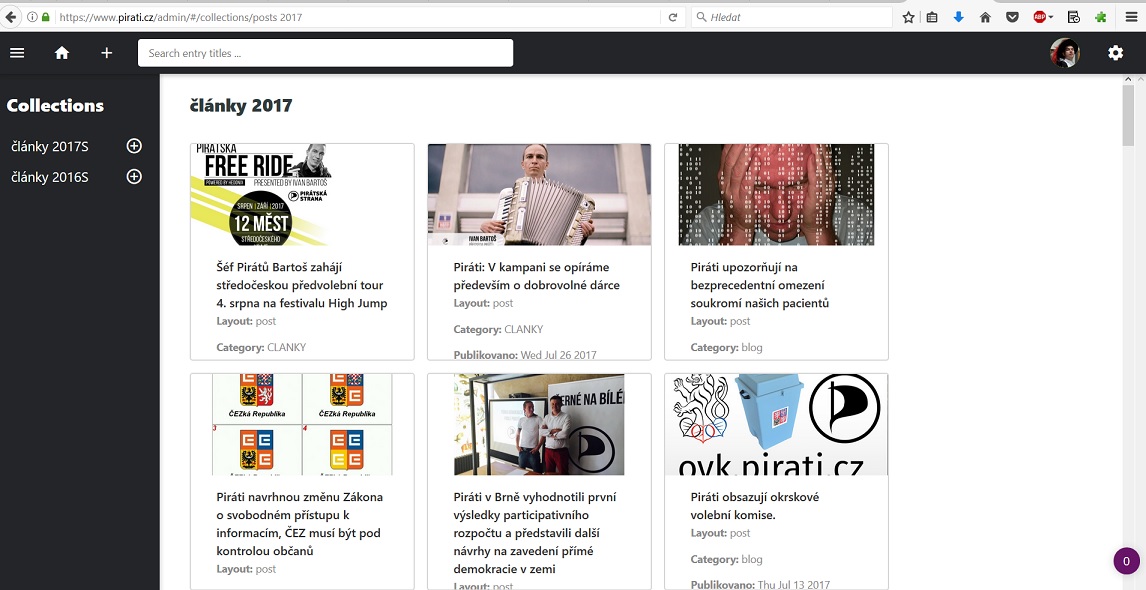 https://www.pirati.cz/admin/#/collections/posts 2017
Hledat
ABP
Search entry titles ...
Collections
články 2017S
články 2016S
články 2017
PIRÁTSKÁ
FREE RIDE
POWERED BY HEDONIX
PRESENTED BY IVAN BARTOŠ
PIRÁTSKÁ
STRANA
SRPEN | ZÁŘÍ | 2017
12 MĚST
STŘEDOČESKÉHO
Šéf Pirátů Bartoš zahájí
středočeskou předvolební tour
4. srpna na festivalu High Jump
Layout: post
Category: CLANKY
IVAN BARTOŠ
Piráti: V kampani se opíráme
především o dobrovolné dárce
Layout: post
Category: CLANKY
Publikovano: Wed Jul 26 2017
Piráti upozorňují na
bezprecedentní omezení
soukromí našich pacientů
Layout: post
Category: blog
ČEZká Republika
ČEZká Republika
3
4
Piráti navrhnou změnu Zákona
o svobodném přístupu k
informacím, ČEZ musí být pod
kontrolou občanů
Layout: post
ČERNÉ NA BÍLÉM
Piráti v Brně vyhodnotili první
výsledky participativního
rozpočtu a představili další
návrhy na zavedení přímé
demokracie v zemi
Layout: post
ovk.pirati.cz
Piráti obsazují okrskové
volební komise.
Layout: post
Category: blog
Publikovano: Thu Jul 13 2017
0